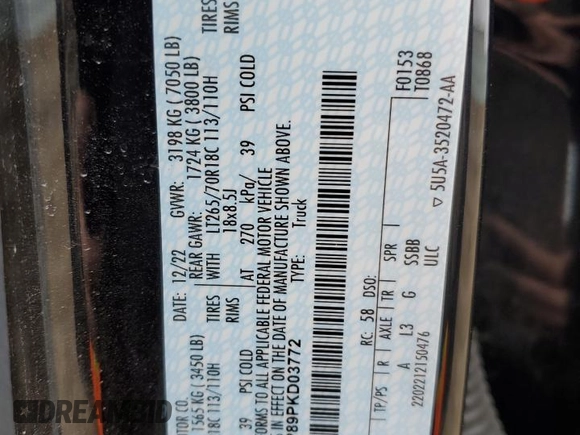 TIRES
RIMS
PSI COLD
12/22 GVWR: 3198 KG ( 7050 LB)
REAR GAWR: 1724 KG ( 3800 LB)
WITH LT265/70R18C 113/110H TIRES
18x8.5J RIMS
AT 270 kPa/ 39 PSI COLD
MOTOR CO.
1565 KG ( 3450 LB)
18C 113/110H
39 PSI COLD
TO ALL APPLICABLE FEDERAL MOTOR VEHICLE
IN EFFECT ON THE DATE OF MANUFACTURE SHOWN ABOVE.
89PKD03772
TYPE: Truck
F0153
T0868
RC: 58 DSO:
TP/PS R AXLE TR SPR
A L3 G SSBB
ULC
2202212150476
▽ 5U5A-3520472-AA
DREAMBID